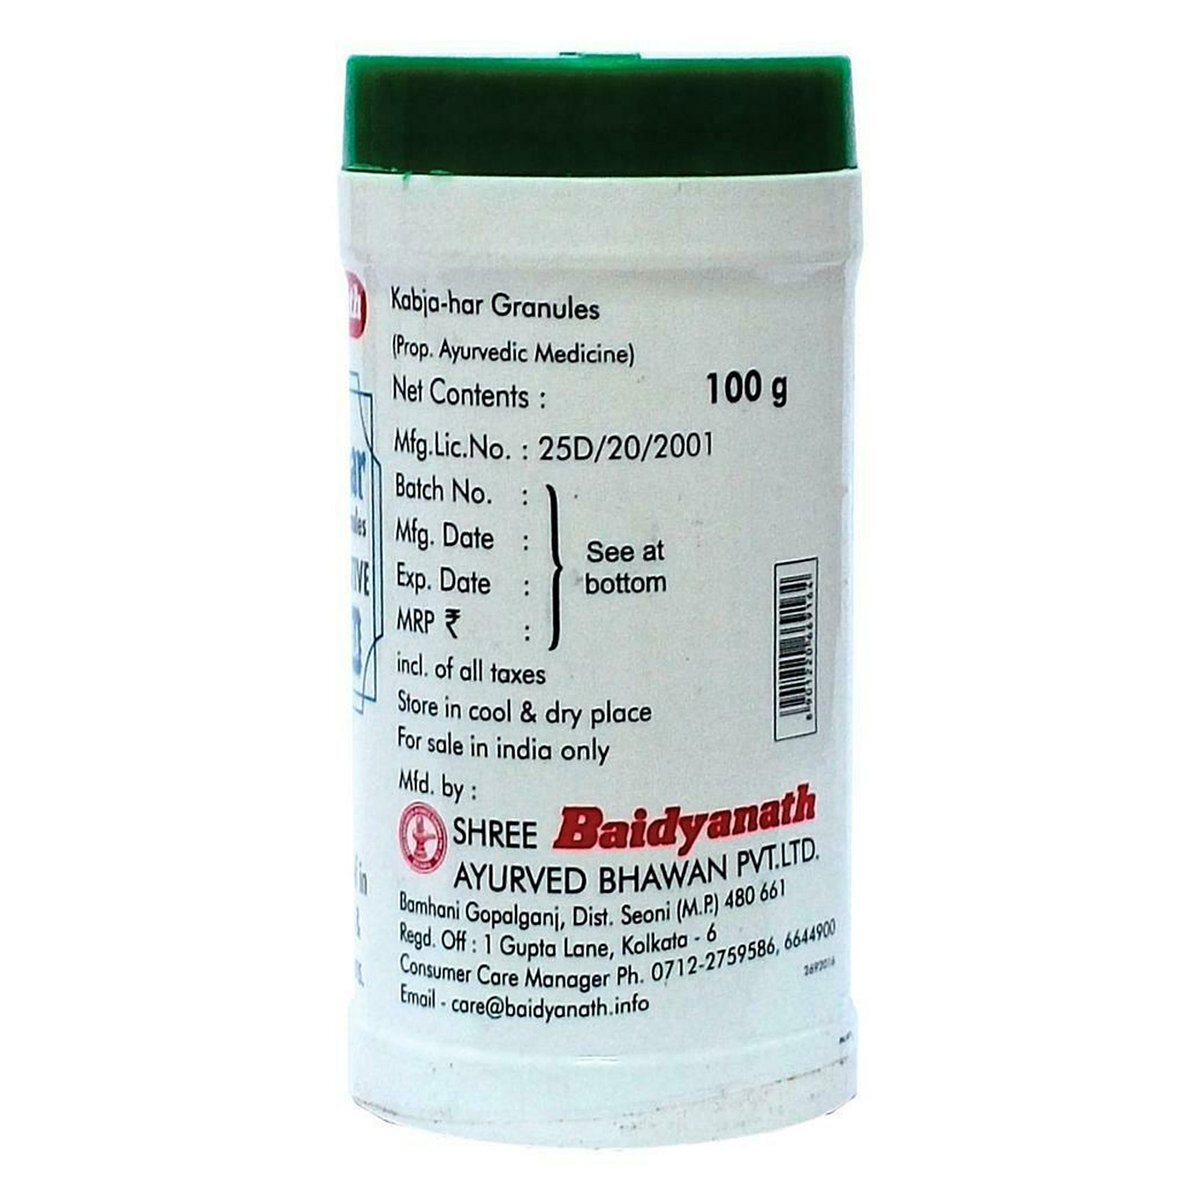 Kabja-har Granules
(Prop. Ayurvedic Medicine)
Net Contents : 100 g
Mfg.Lic.No. : 25D/20/2001
Batch No. :
Mfg. Date :
Exp. Date :
MRP ₹ :
See at
bottom
incl. of all taxes
Store in cool & dry place
For sale in india only
Mfd. by :
SHREE Baidyanath
AYURVED BHAWAN PVT.LTD.
Bamhani Gopalganj, Dist. Seoni (M.P.) 480 661
Regd. Off : 1 Gupta Lane, Kolkata - 6
Consumer Care Manager Ph. 0712-2759586, 6644900
Email - care@baidyanath.info
8901220669164